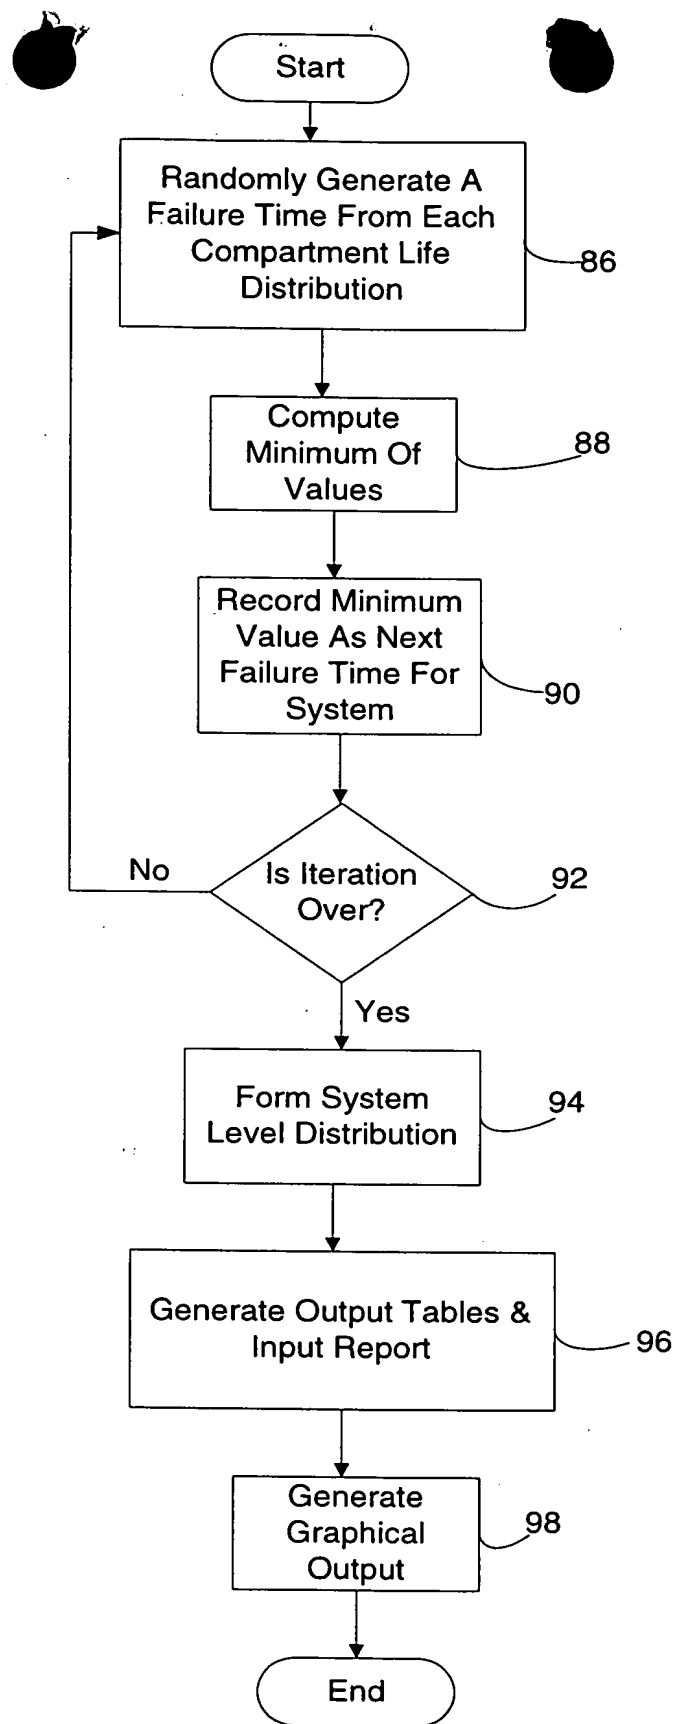 Start
Randomly Generate A
Failure Time From Each
Compartment Life
Distribution
86
Compute
Minimum Of
Values
88
Record Minimum
Value As Next
Failure Time For
System
90
Is Iteration
Over?
92
No
Yes
Form System
Level Distribution
94
Generate Output Tables &
Input Report
96
Generate
Graphical
Output
98
End